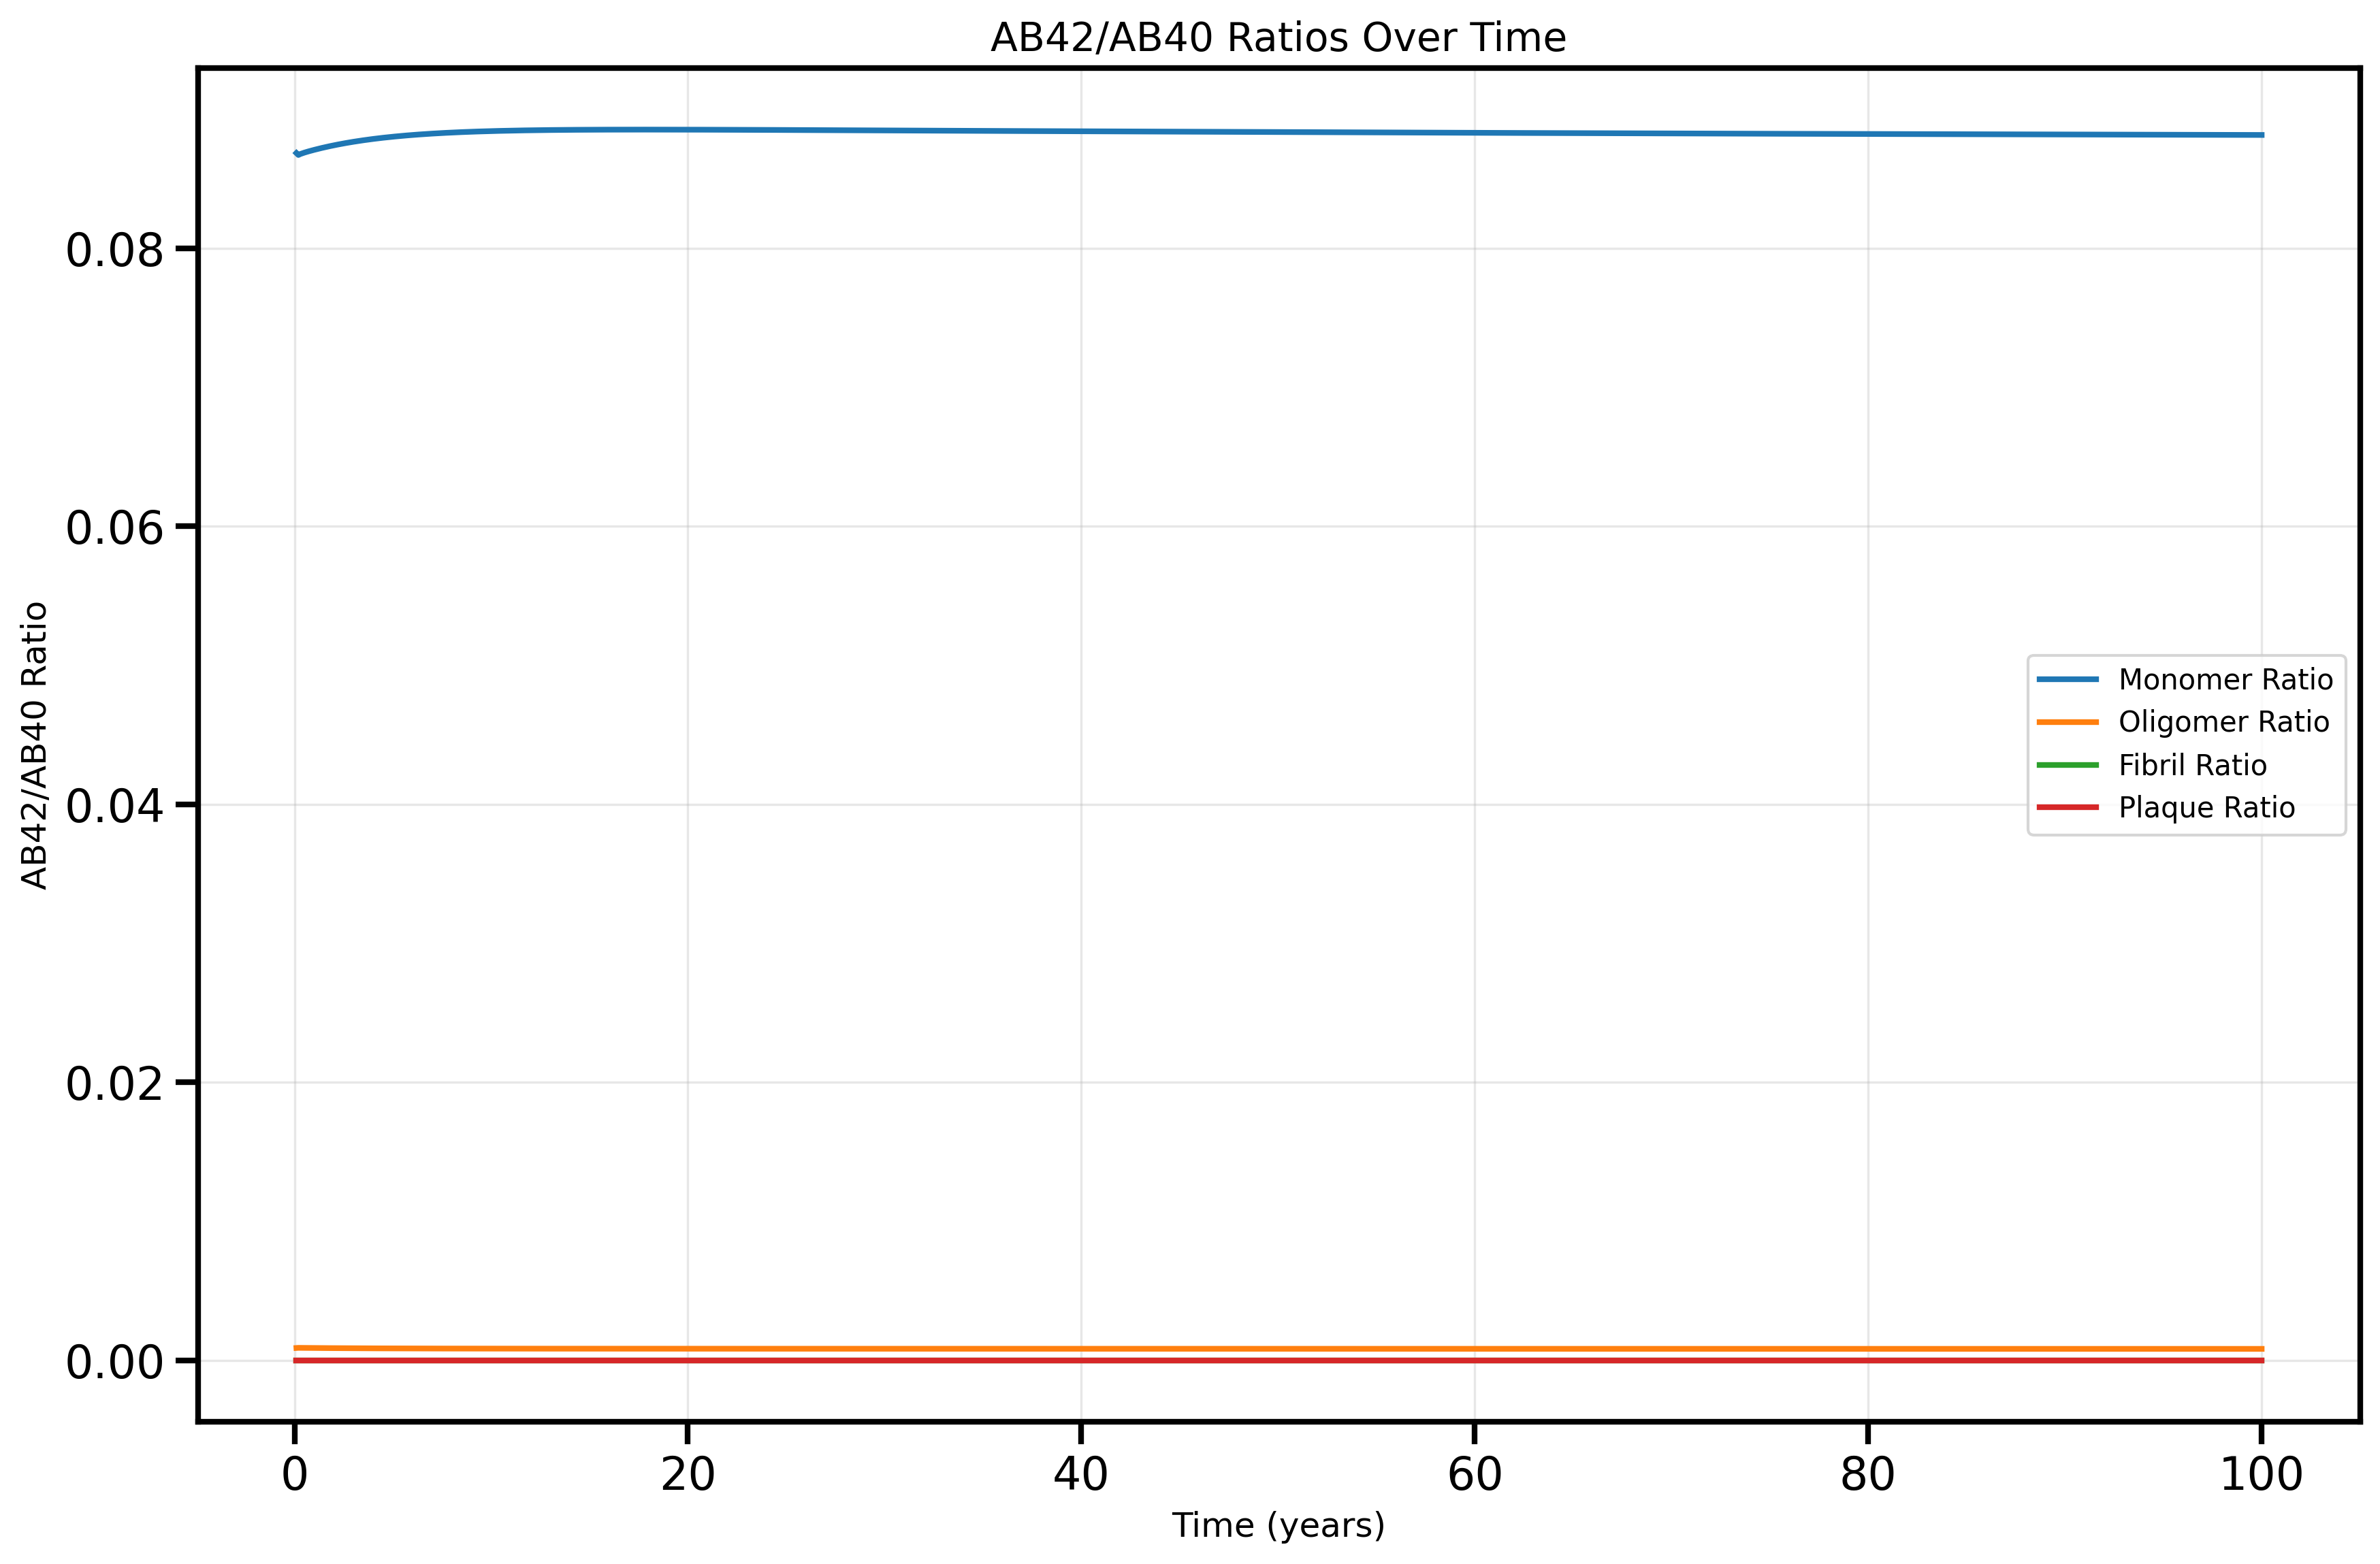 AB42/AB40 Ratios Over Time
AB42/AB40 Ratio
0.08
0.06
0.04
0.02
0.00
Monomer Ratio
Oligomer Ratio
Fibril Ratio
Plaque Ratio
0 20 40 60 80 100
Time (years)